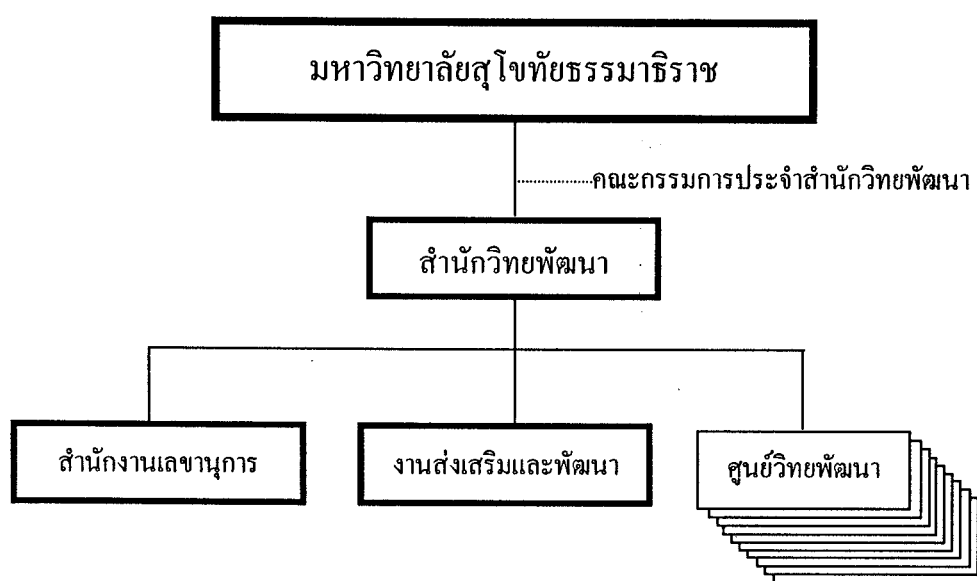 มหาวิทยาลัยสุโขทัยธรรมาธิราช
คณะกรรมการประจำสำนักวิทยพัฒนา
สำนักวิทยพัฒนา
สำนักงานเลขานุการ
งานส่งเสริมและพัฒนา
ศูนย์วิทยพัฒนา